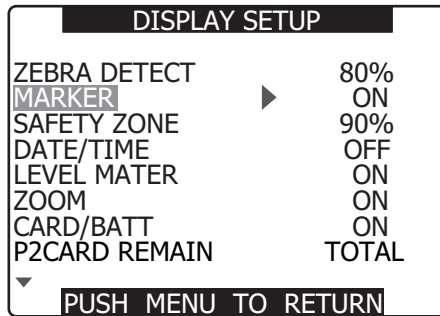 DISPLAY SETUP
ZEBRA DETECT 80%
MARKER ON
SAFETY ZONE 90%
DATE/TIME OFF
LEVEL MATER ON
ZOOM ON
CARD/BATT ON
P2CARD REMAIN TOTAL
PUSH MENU TO RETURN